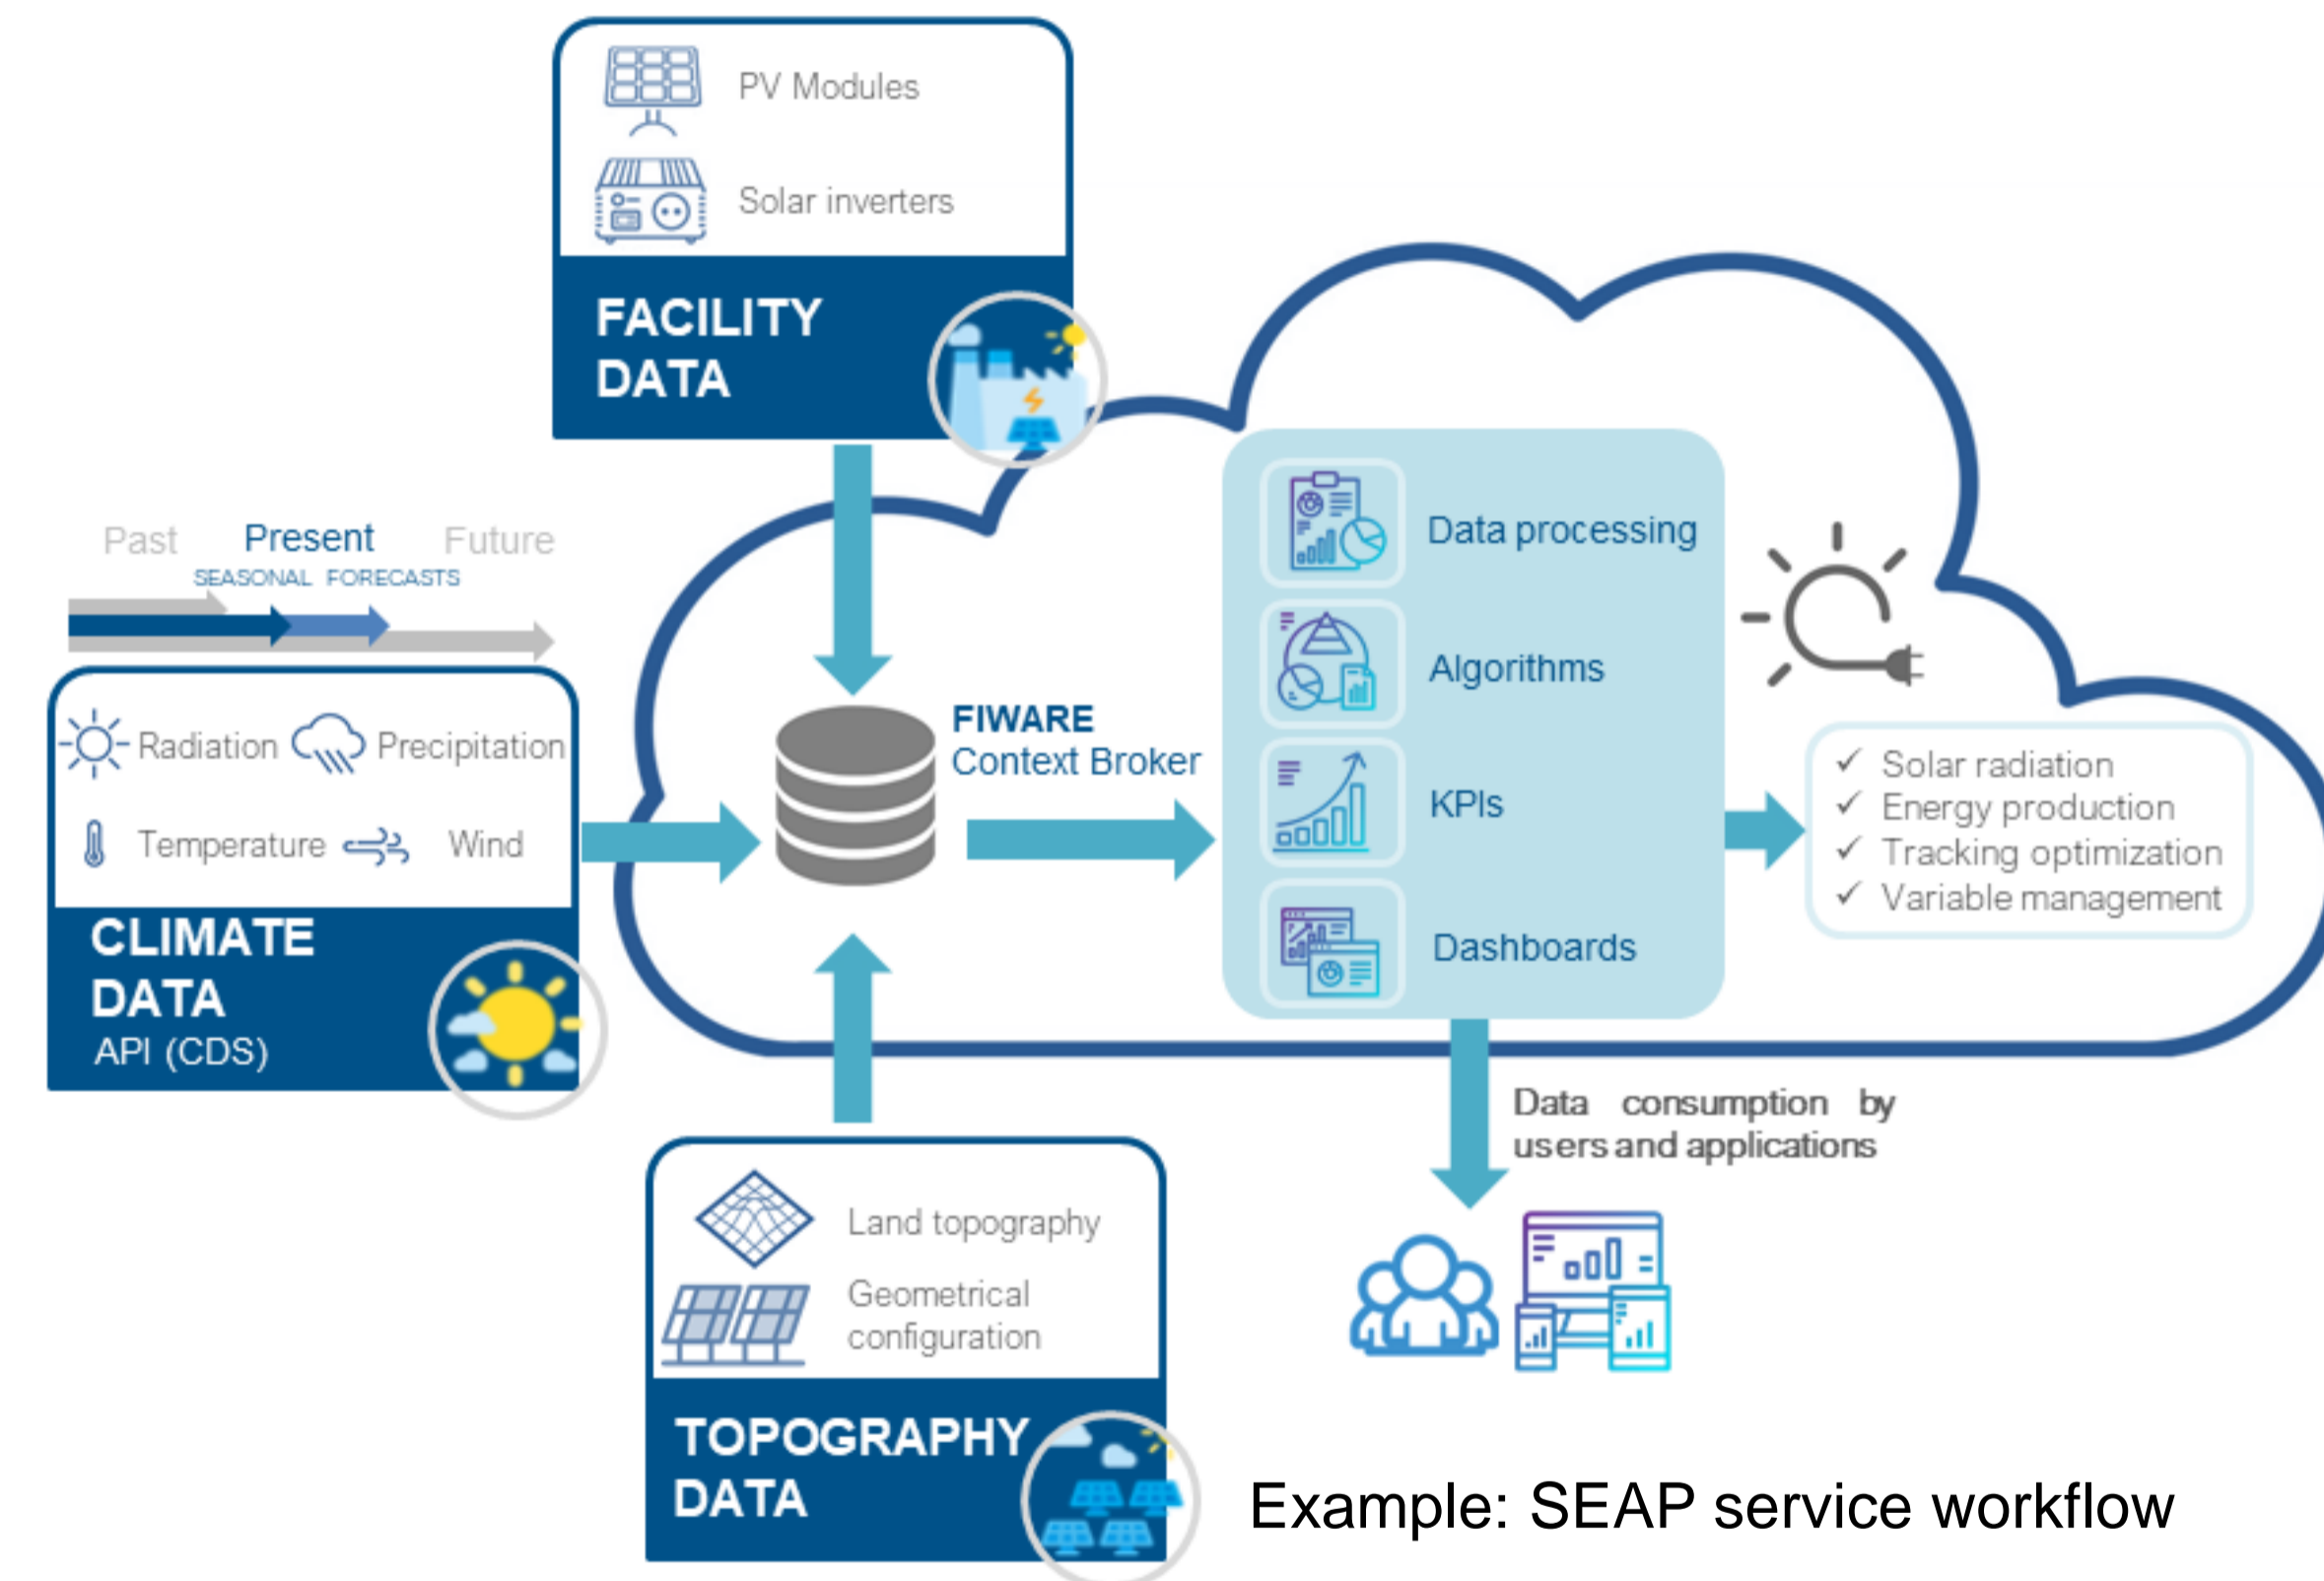 PV Modules
Solar inverters
FACILITY
DATA
Past Present Future
SEASONAL FORECASTS
Radiation Precipitation
Temperature Wind
CLIMATE
DATA
API (CDS)
FIWARE
Context Broker
Data processing
Algorithms
KPIs
Dashboards
✓ Solar radiation
✓ Energy production
✓ Tracking optimization
✓ Variable management
Data consumption by
users and applications
Land topography
Geometrical
configuration
TOPOGRAPHY
DATA
Example: SEAP service workflow